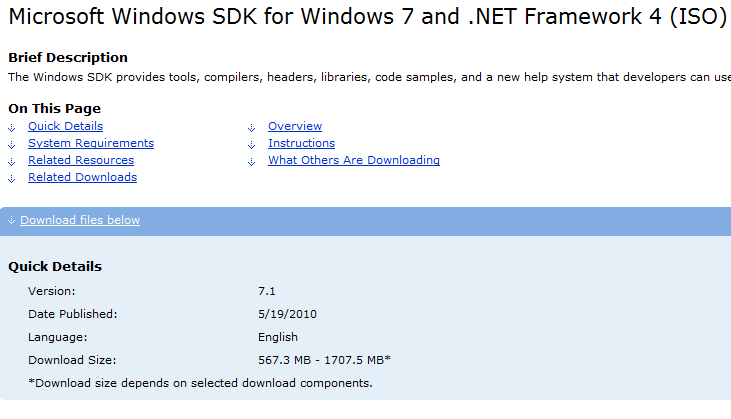 Microsoft Windows SDK for Windows 7 and .NET Framework 4 (ISO)
Brief Description
The Windows SDK provides tools, compilers, headers, libraries, code samples, and a new help system that developers can use
On This Page
Quick Details
Overview
System Requirements
Instructions
Related Resources
What Others Are Downloading
Related Downloads
Download files below
Quick Details
Version: 7.1
Date Published: 5/19/2010
Language: English
Download Size: 567.3 MB - 1707.5 MB*
*Download size depends on selected download components.